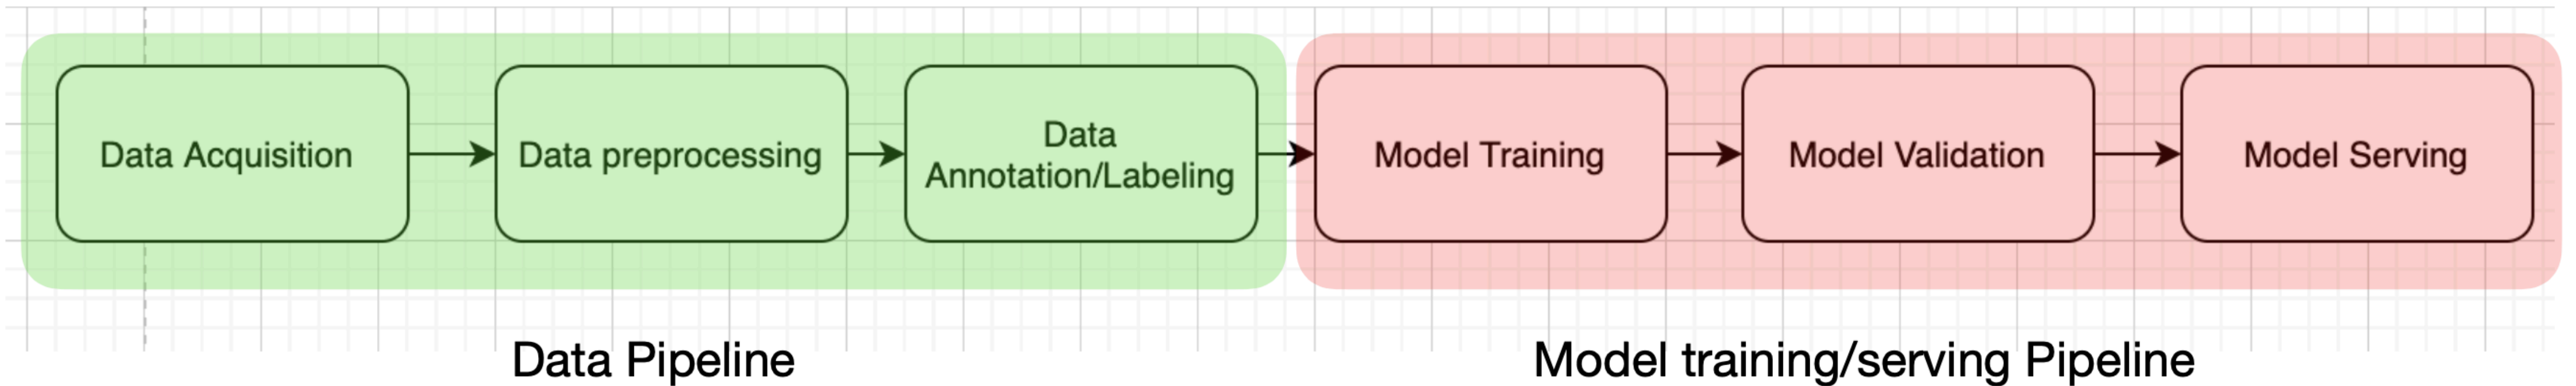 Data Acquisition
Data preprocessing
Data
Annotation/Labeling
Model Training
Model Validation
Model Serving
Data Pipeline
Model training/serving Pipeline